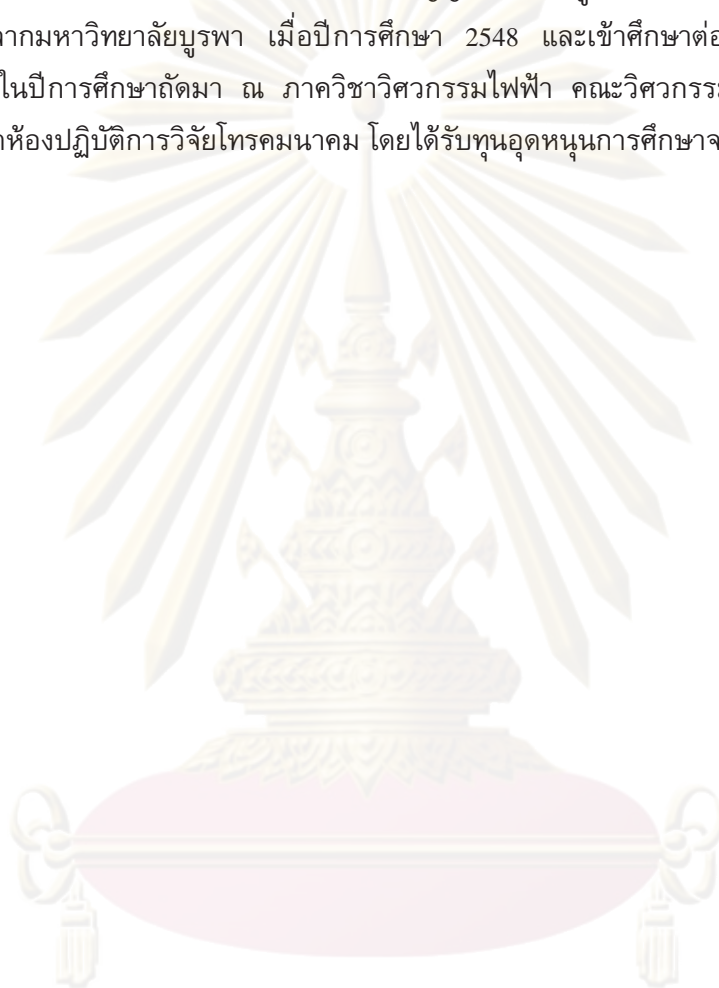 ากมหาวิทยาลัยบูรพา เมื่อปีการศึกษา 2548 และเข้าศึกษาต่อ
ในปีการศึกษาถัดมา ณ ภาควิชาวิศวกรรมไฟฟ้า คณะวิศวกรรม
ห้องปฏิบัติการวิจัยโทรคมนาคม โดยได้รับทุนอุดหนุนการศึกษาจ